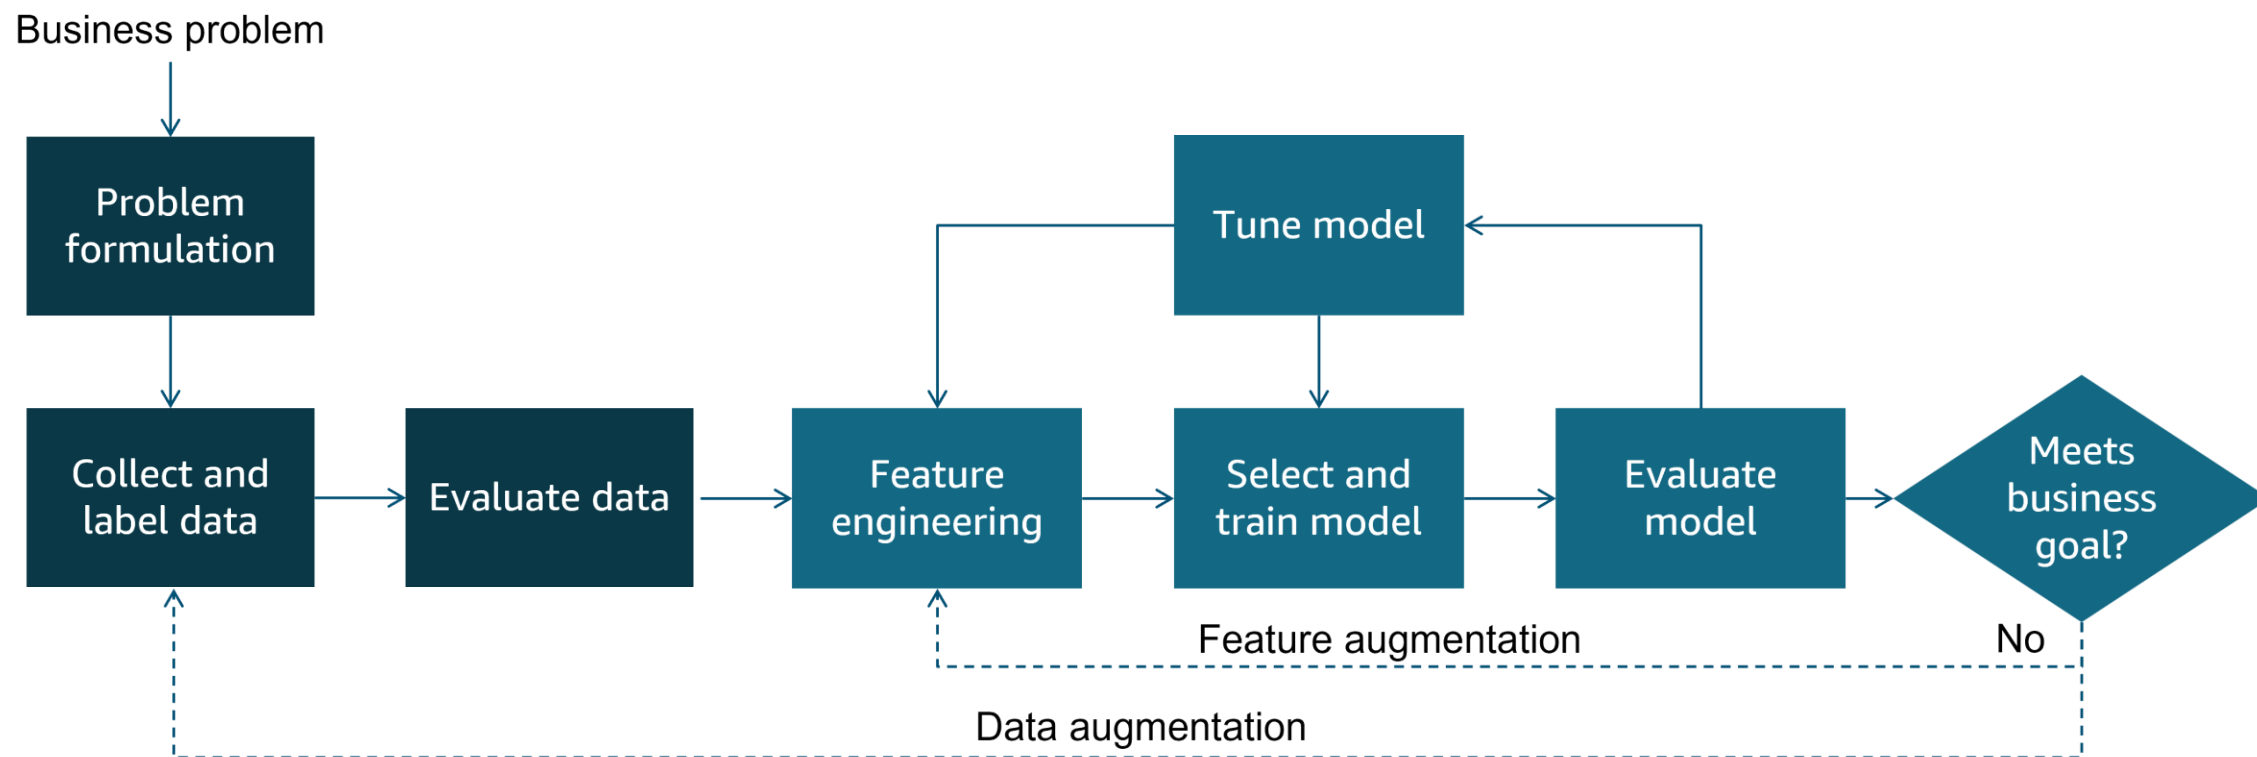 Business problem
Problem
formulation
Tune model
Collect and
label data
Evaluate data
Feature
engineering
Select and
train model
Evaluate
model
Meets
business
goal?
Feature augmentation
No
Data augmentation